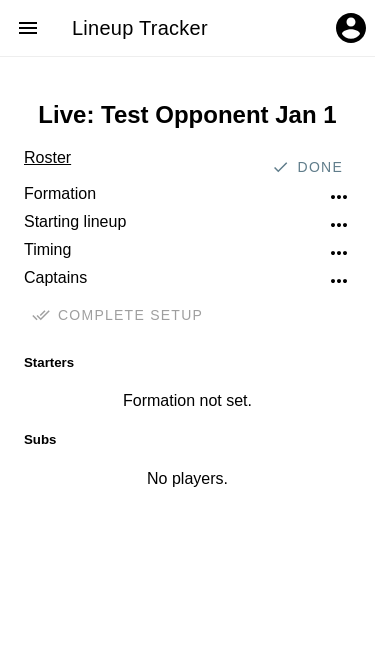 Lineup Tracker
Live: Test Opponent Jan 1
Roster
DONE
Formation
Starting lineup
Timing
Captains
COMPLETE SETUP
Starters
Formation not set.
Subs
No players.